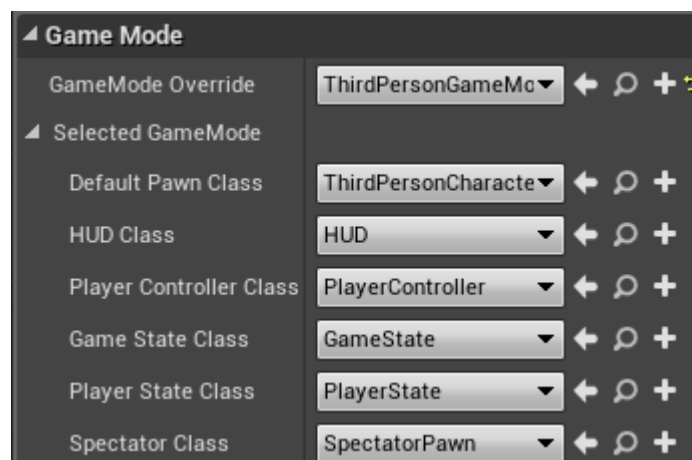 Game Mode
GameMode Override ThirdPersonGameMo
Selected GameMode
Default Pawn Class ThirdPersonCharacte
HUD Class HUD
Player Controller Class PlayerController
Game State Class GameState
Player State Class PlayerState
Spectator Class SpectatorPawn